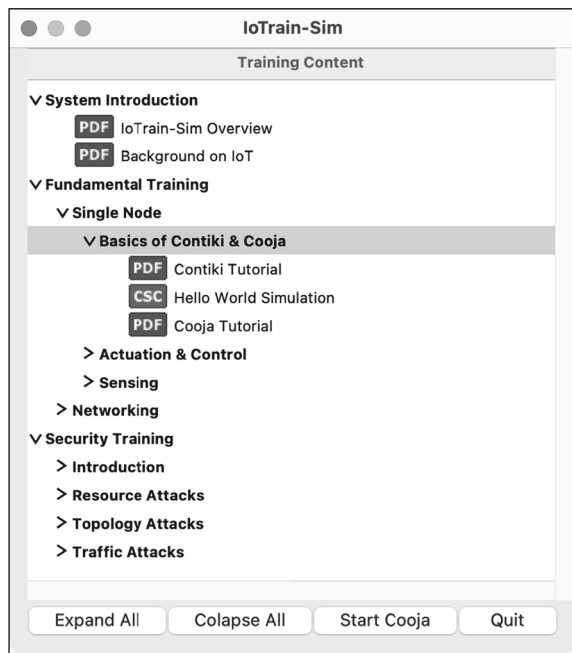 IoTrain-Sim
Training Content
System Introduction
PDF IoTrain-Sim Overview
PDF Background on IoT
Fundamental Training
Single Node
Basics of Contiki & Cooja
PDF Contiki Tutorial
CSC Hello World Simulation
PDF Cooja Tutorial
> Actuation & Control
> Sensing
> Networking
Security Training
> Introduction
> Resource Attacks
> Topology Attacks
> Traffic Attacks
Expand All Colapse All Start Cooja Quit